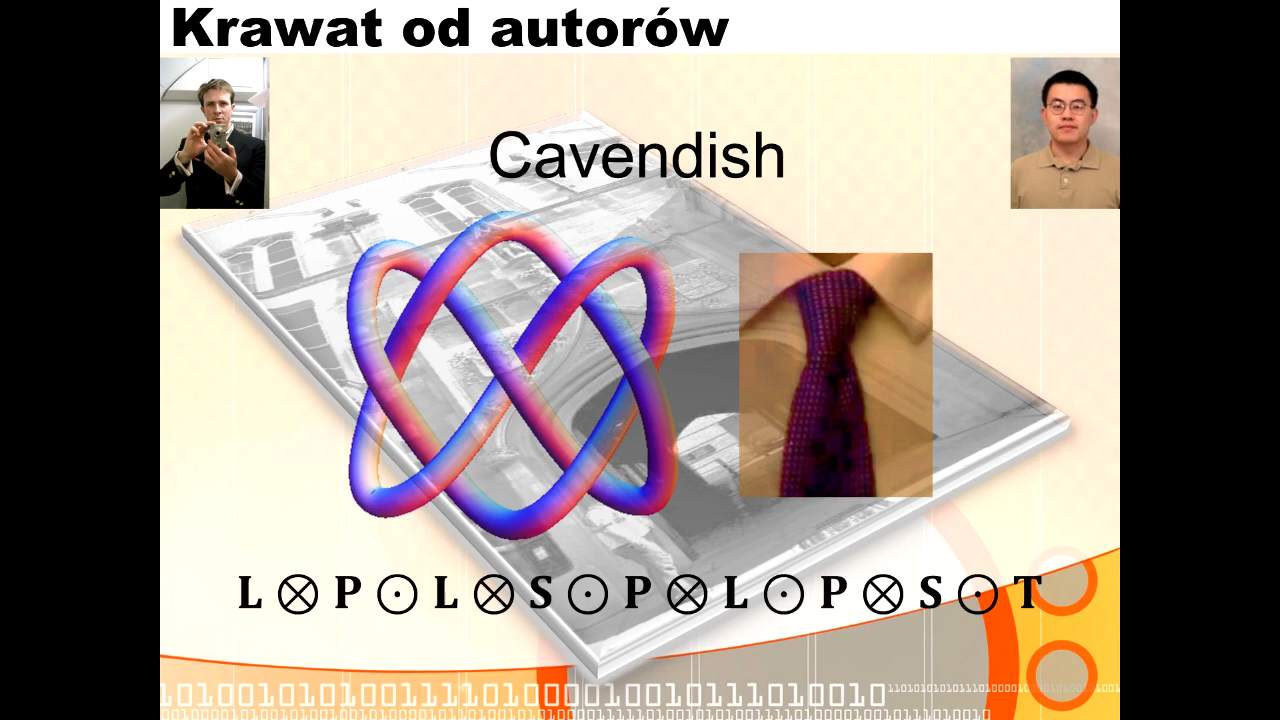 Krawat od autorów
Cavendish
L ⊗ P ⊙ L ⊗ S ⊙ P ⊗ L ⊙ P ⊗ S ⊙ T